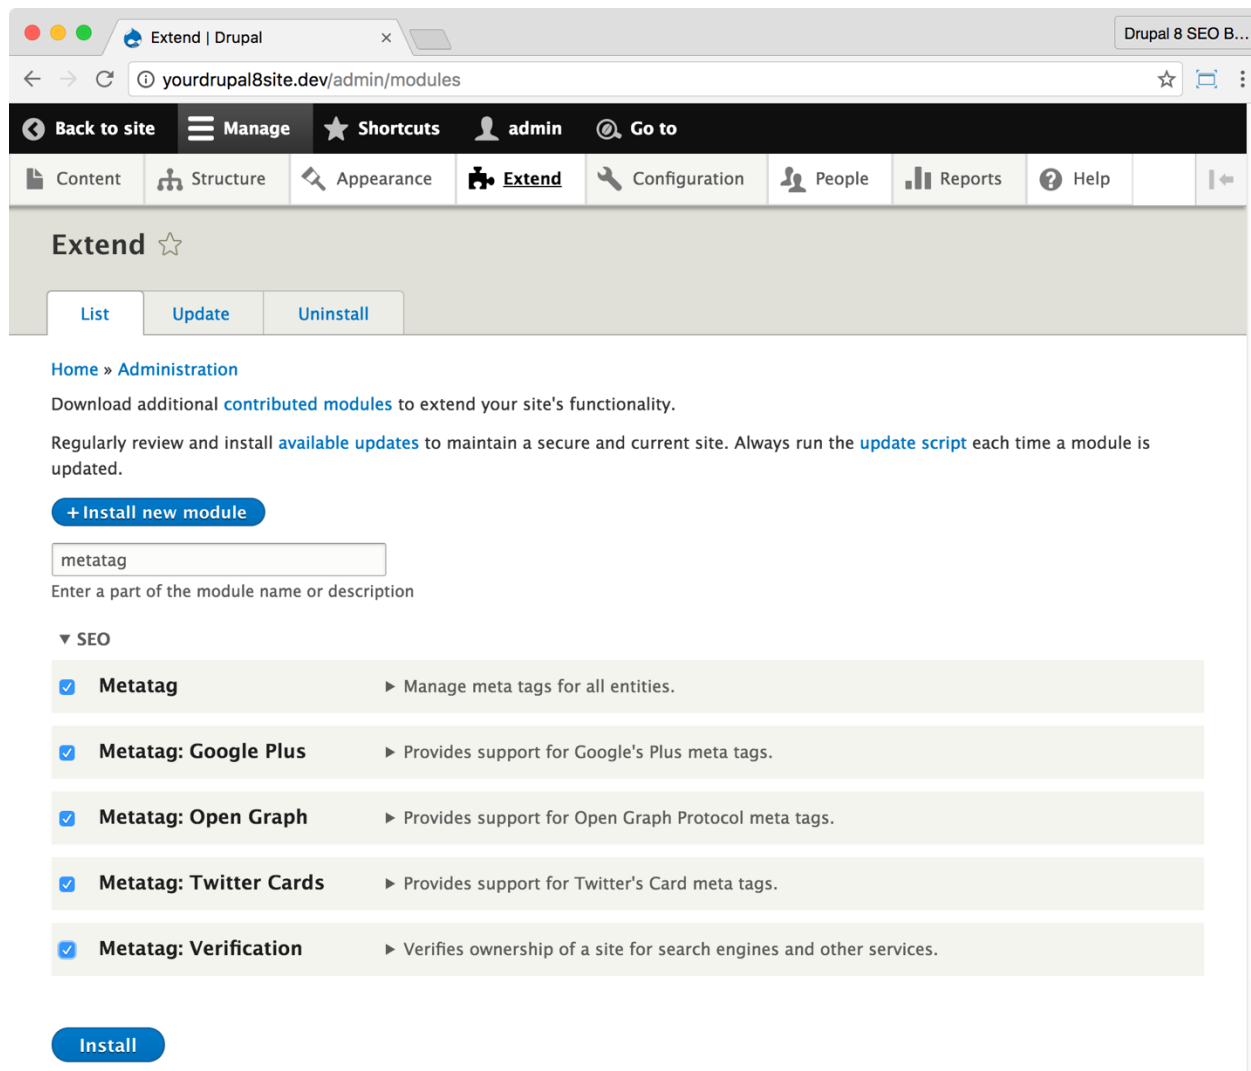 Extend | Drupal
Drupal 8 SEO B...
yourdrupal8site.dev/admin/modules
Back to site Manage Shortcuts admin Go to
Content Structure Appearance Extend Configuration People Reports Help
Extend
List Update Uninstall
Home » Administration
Download additional contributed modules to extend your site's functionality.
Regularly review and install available updates to maintain a secure and current site. Always run the update script each time a module is
updated.
+ Install new module
metatag
Enter a part of the module name or description
▼ SEO
Metatag ▶ Manage meta tags for all entities.
Metatag: Google Plus ▶ Provides support for Google's Plus meta tags.
Metatag: Open Graph ▶ Provides support for Open Graph Protocol meta tags.
Metatag: Twitter Cards ▶ Provides support for Twitter's Card meta tags.
Metatag: Verification ▶ Verifies ownership of a site for search engines and other services.
Install